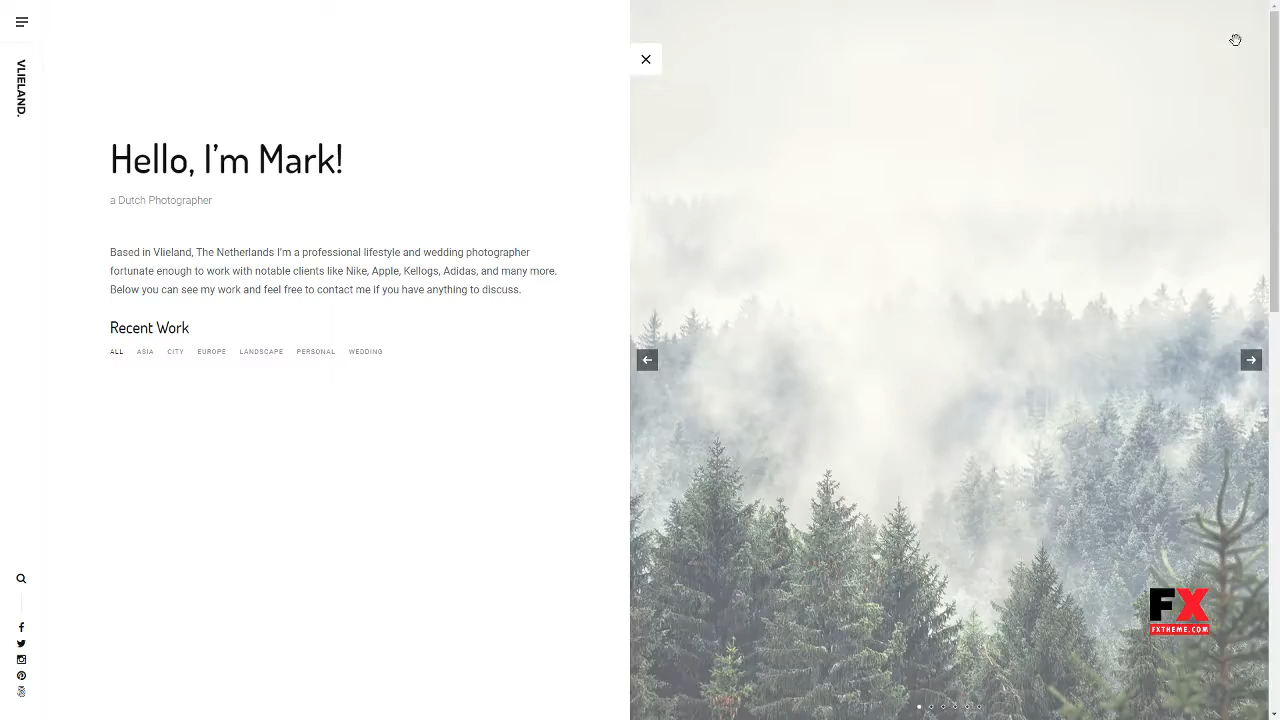 VLIELAND.
Hello, I'm Mark!
a Dutch Photographer
Based in Vlieland, The Netherlands I'm a professional lifestyle and wedding photographer
fortunate enough to work with notable clients like Nike, Apple, Kellogs, Adidas, and many more.
Below you can see my work and feel free to contact me if you have anything to discuss.
Recent Work
ALL ASIA CITY EUROPE LANDSCAPE PERSONAL WEDDING
FX
FXTHEME.COM